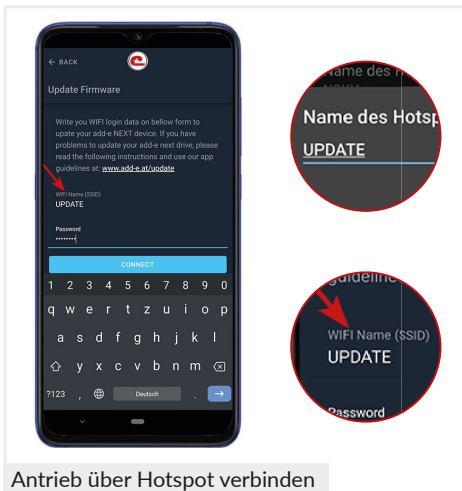 ← BACK
Update Firmware
Write you WIFI login data on bellow form to
upate your add-e NEXT device. If you have
problems to update your add-e next drive, please
read the following instructions and use our app
guidelines at: www.add-e.at/update
WIFI Name (SSID)
UPDATE
Password
••••••••
CONNECT
1 2 3 4 5 6 7 8 9 0
q w e r t z u i o p
a s d f g h j k l
y x c v b n m
?123 , Deutsch .
Name des H
Name des Hotsp
UPDATE
guideline
WIFI Name (SSID)
UPDATE
Password
Antrieb über Hotspot verbinden